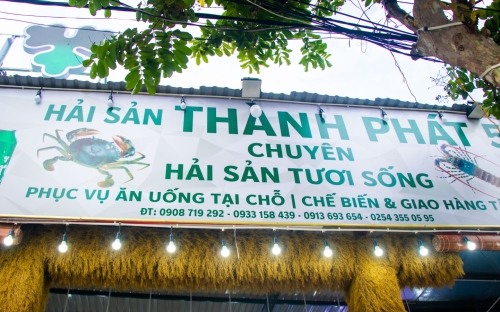 HẢI SẢN THANH PHÁT 5
CHUYÊN
HẢI SẢN TƯƠI SỐNG
PHỤC VỤ ĂN UỐNG TẠI CHỖ | CHẾ BIẾN & GIAO HÀNG T
ĐT: 0908 719 292 - 0933 158 439 - 0913 693 654 - 0254 355 05 95